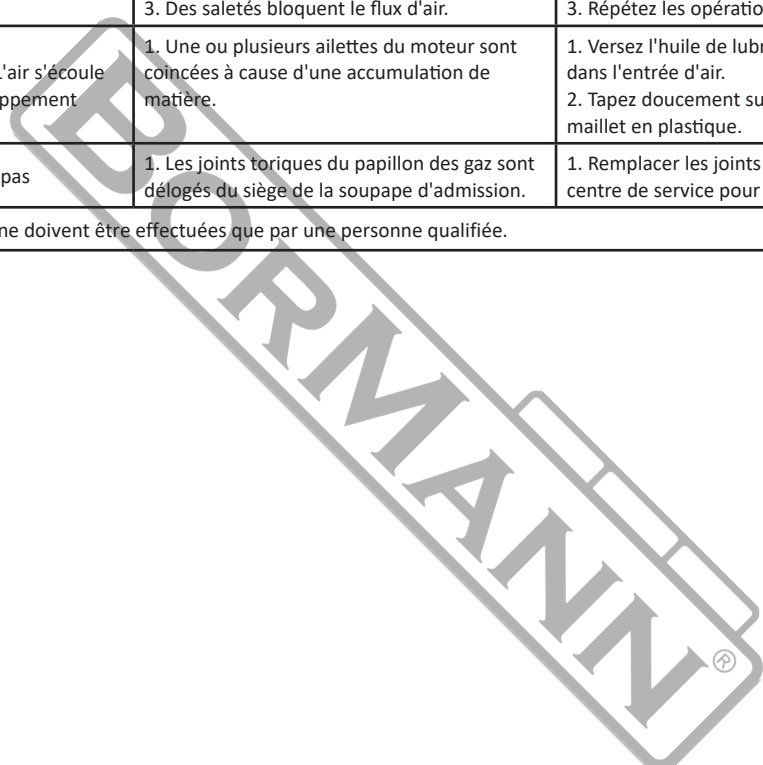 3. Des saletés bloquent le flux d'air.
3. Répétez les opératio
L'air s'écoule
ppement
1. Une ou plusieurs ailettes du moteur sont
coincées à cause d'une accumulation de
matière.
1. Versez l'huile de lubr
dans l'entrée d'air.
2. Tapez doucement su
maillet en plastique.
pas
1. Les joints toriques du papillon des gaz sont
délogés du siège de la soupape d'admission.
1. Remplacer les joints
centre de service pour
ne doivent être effectuées que par une personne qualifiée.
BORMANN®